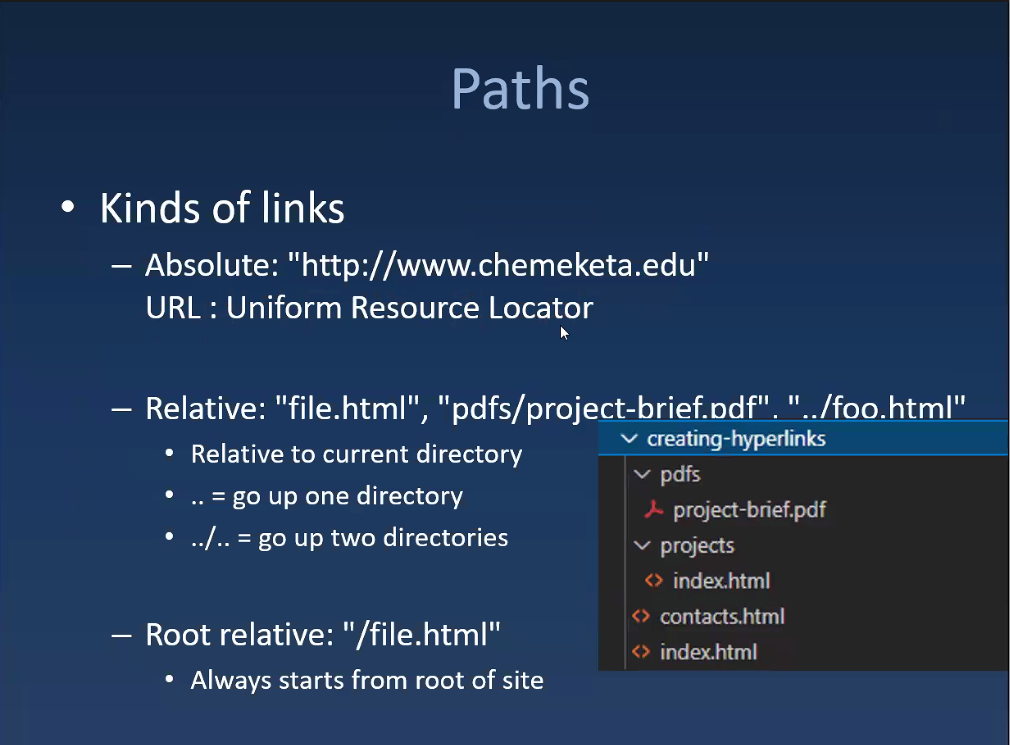 Paths
• Kinds of links
– Absolute: "http://www.chemeketa.edu"
URL : Uniform Resource Locator
– Relative: "file.html", "pdfs/project-brief.pdf", "../foo.html"
• Relative to current directory
• .. = go up one directory
• ../.. = go up two directories
– Root relative: "/file.html"
• Always starts from root of site
creating-hyperlinks
pdfs
project-brief.pdf
projects
index.html
contacts.html
index.html